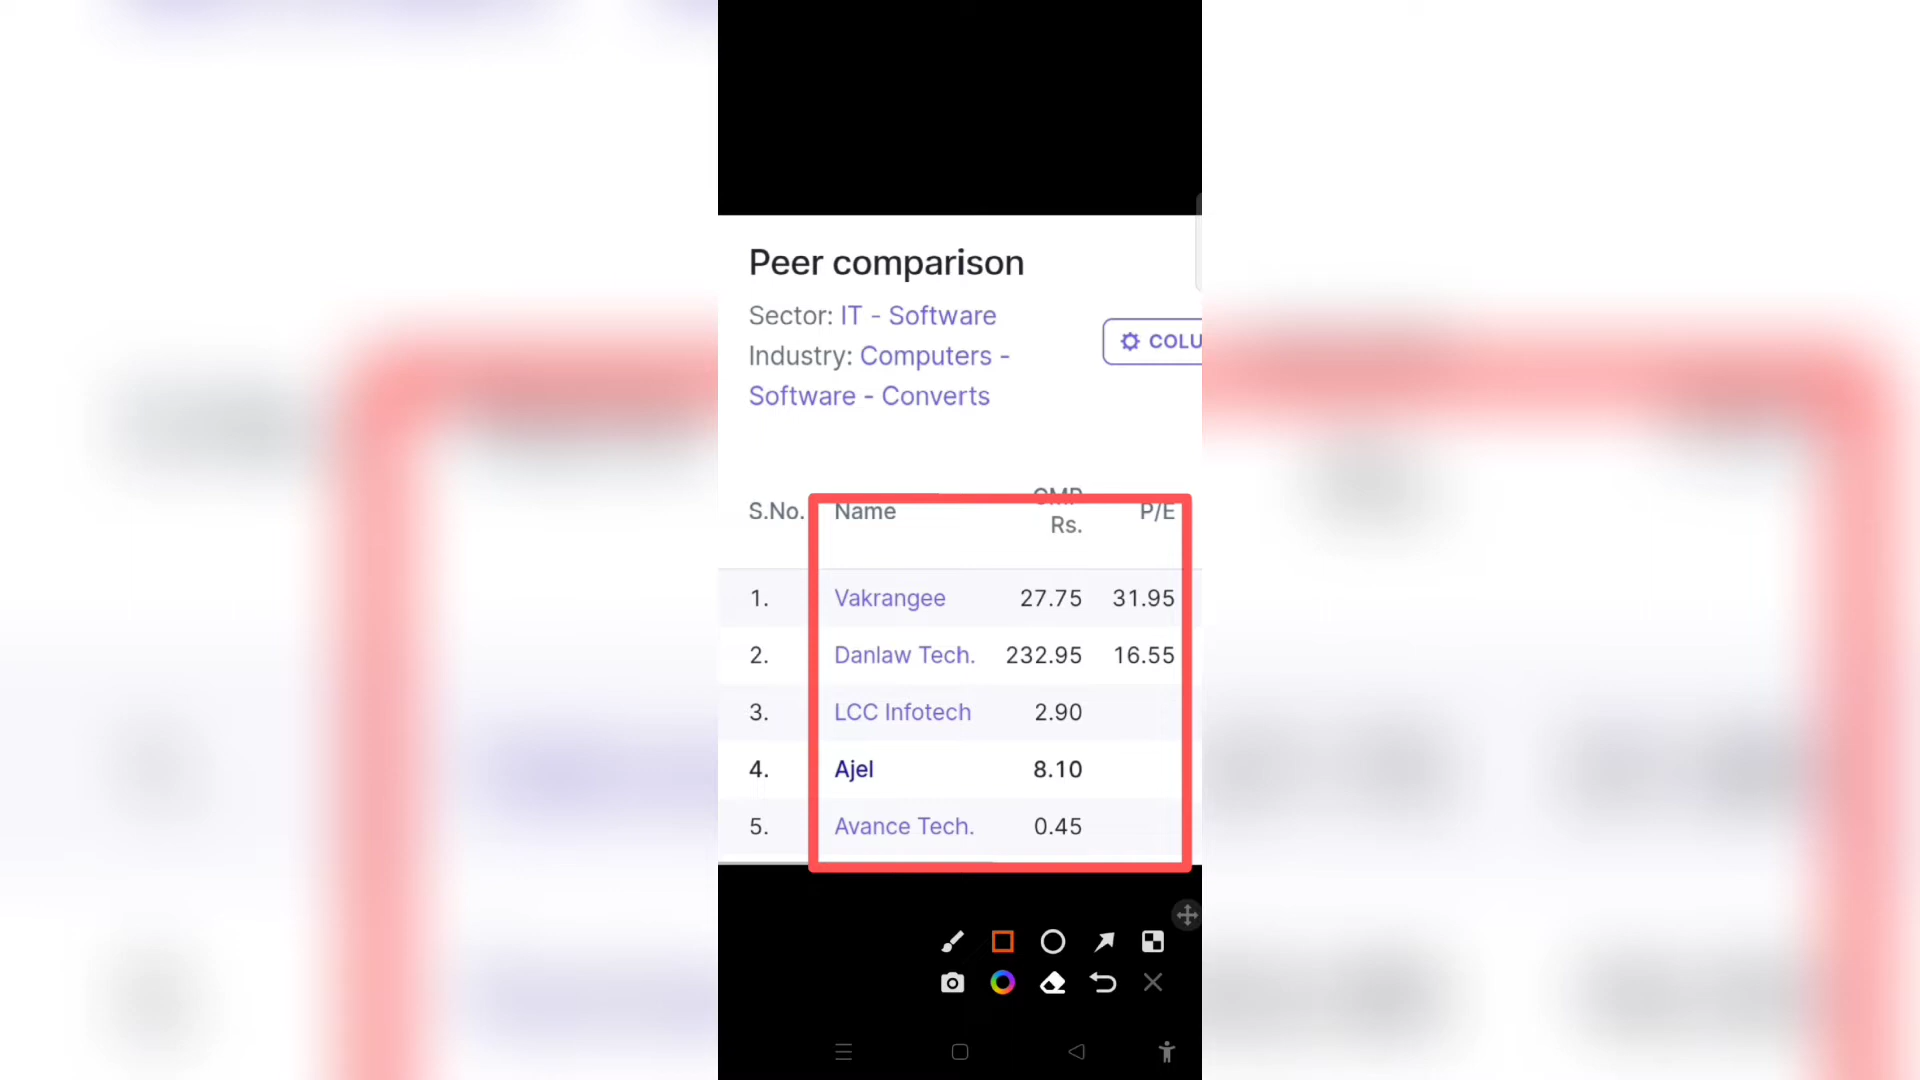 Peer comparison
Sector: IT - Software
Industry: Computers -
Software - Converts
COLU
S.No. Name CMP Rs. P/E
1. Vakrangee 27.75 31.95
2. Danlaw Tech. 232.95 16.55
3. LCC Infotech 2.90
4. Ajel 8.10
5. Avance Tech. 0.45